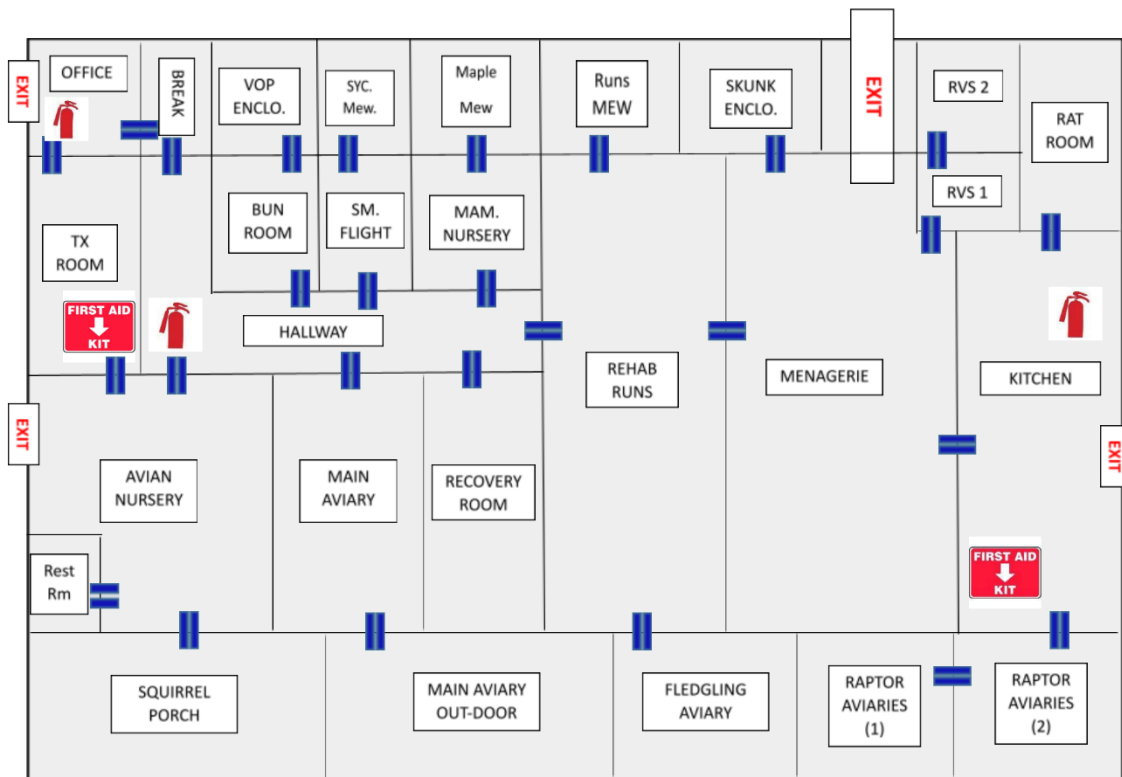 OFFICE
EXIT
BREAK
VOP
ENCLO.
SYC.
Mew.
Maple
Mew
Runs
MEW
SKUNK
ENCLO.
EXIT
RVS 2
RAT
ROOM
RVS 1
TX
ROOM
BUN
ROOM
SM.
FLIGHT
MAM.
NURSERY
FIRST AID
KIT
HALLWAY
REHAB
RUNS
MENAGERIE
KITCHEN
EXIT
EXIT
AVIAN
NURSERY
MAIN
AVIARY
RECOVERY
ROOM
FIRST AID
KIT
Rest
Rm
SQUIRREL
PORCH
MAIN AVIARY
OUT-DOOR
FLEDGLING
AVIARY
RAPTOR
AVIARIES
(1)
RAPTOR
AVIARIES
(2)